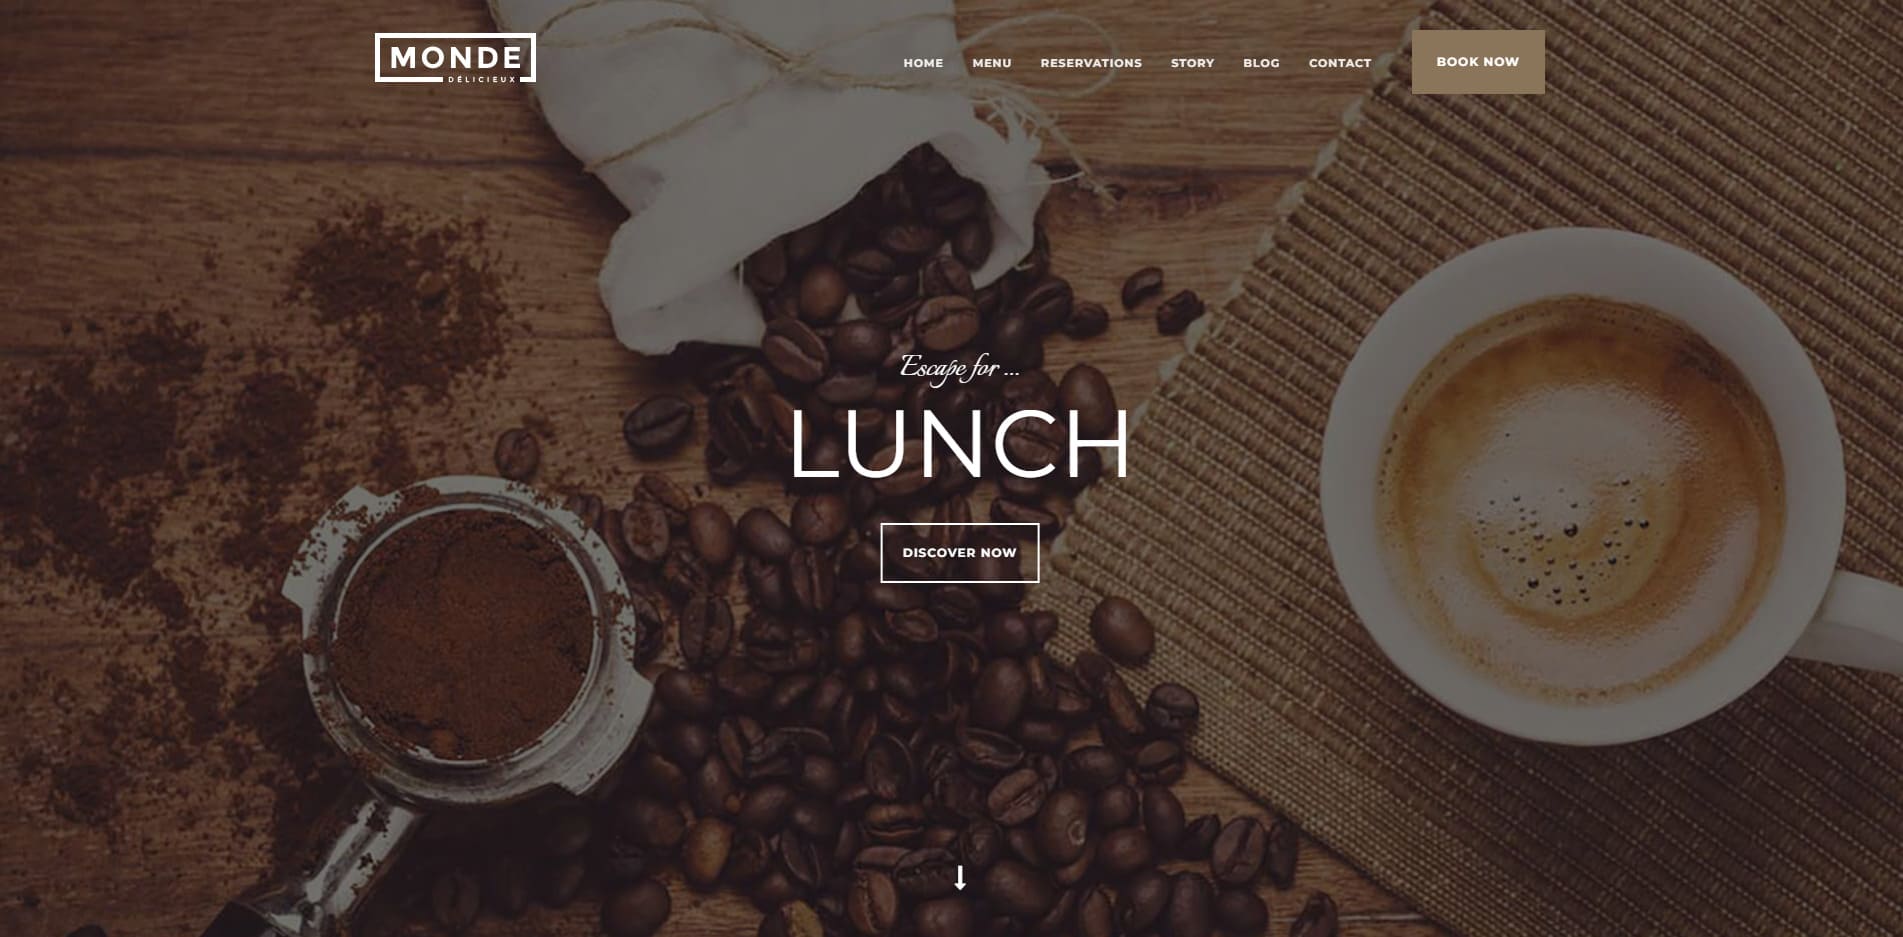 MONDE
DÉLICIEUX
HOME MENU RESERVATIONS STORY BLOG CONTACT BOOK NOW
Escape for ...
LUNCH
DISCOVER NOW